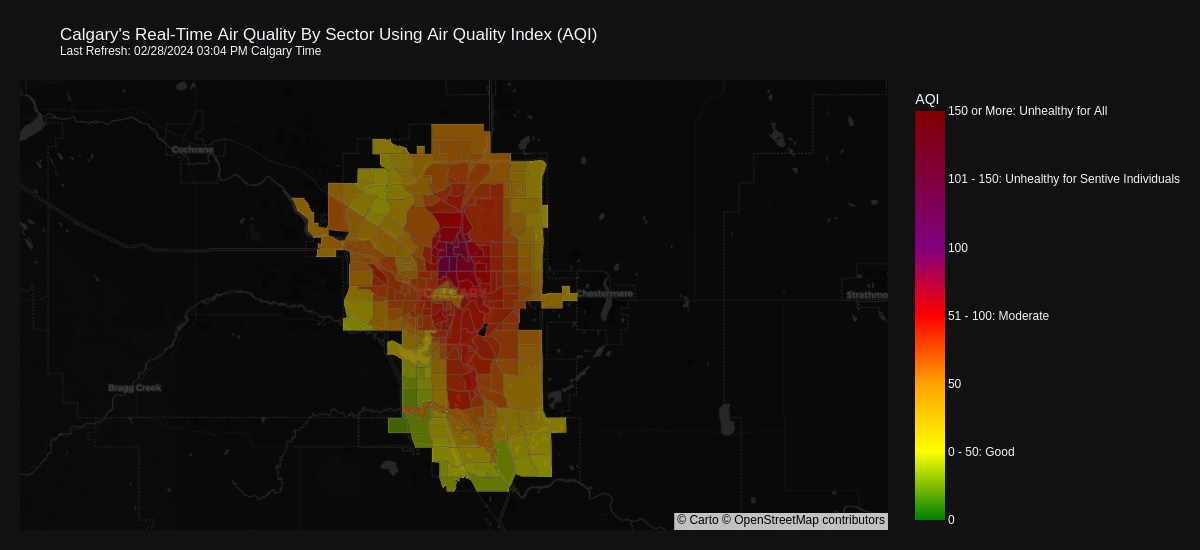 Calgary's Real-Time Air Quality By Sector Using Air Quality Index (AQI)
Last Refresh: 02/28/2024 03:04 PM Calgary Time
AQI
150 or More: Unhealthy for All
Cochrane
101 - 150: Unhealthy for Sentive Individuals
100
CALGARY
Chestermere
Strathmo
51 - 100: Moderate
Bragg Creek
50
0 - 50: Good
0
© Carto © OpenStreetMap contributors